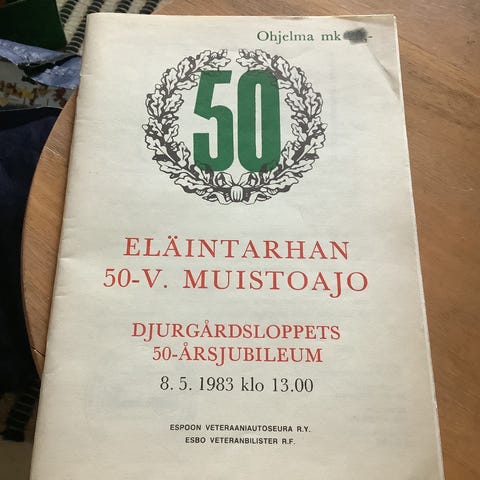 Ohjelma mk
50
ELÄINTARHAN
50-V. MUISTOAJO
DJURGÅRDSLOPPETS
50-ÅRSJUBILEUM
8. 5. 1983 klo 13.00
ESPOON VETERAANIAUTOSEURA R.Y.
ESBO VETERANBILISTER R.F.